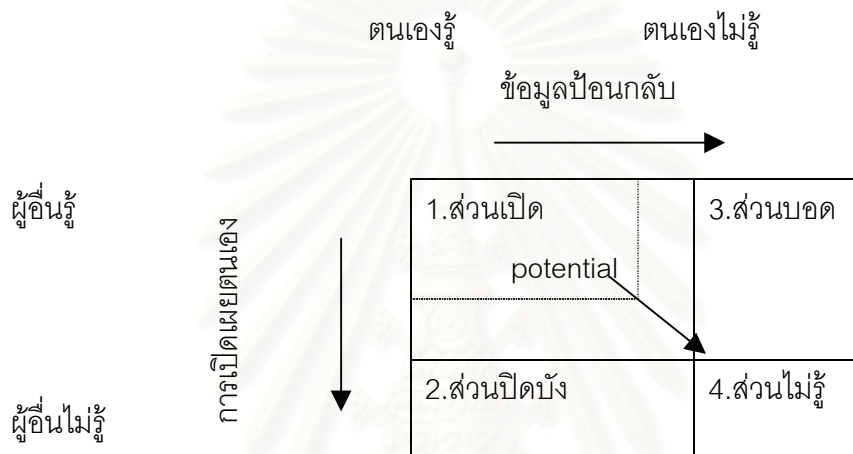 ตนเองรู้ ตนเองไม่รู้
ข้อมูลป้อนกลับ
ผู้อื่นรู้
การเปิดเผยตนเอง
1.ส่วนเปิด 3.ส่วนบอด
potential
2.ส่วนปิดบัง 4.ส่วนไม่รู้
ผู้อื่นไม่รู้